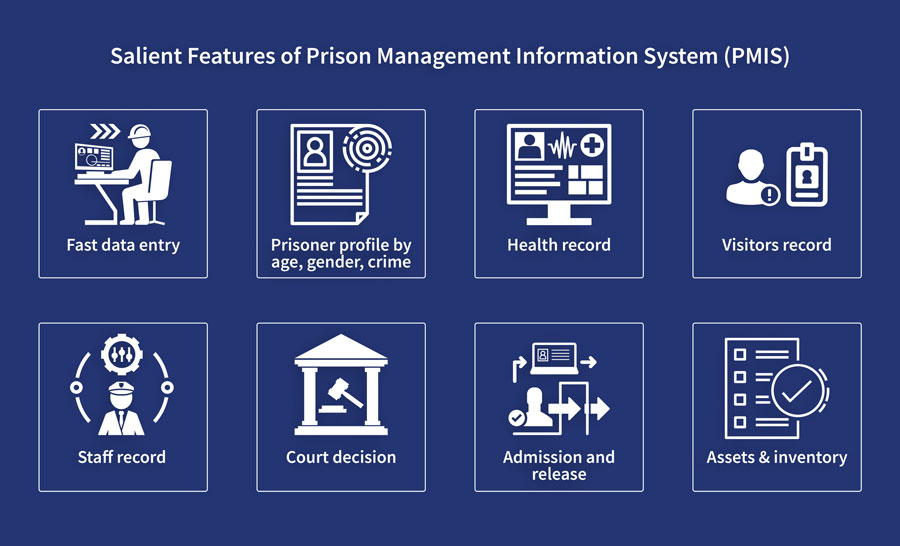 Salient Features of Prison Management Information System (PMIS)
Fast data entry
Prisoner profile by
age, gender, crime
Health record
Visitors record
Staff record
Court decision
Admission and
release
Assets & inventory